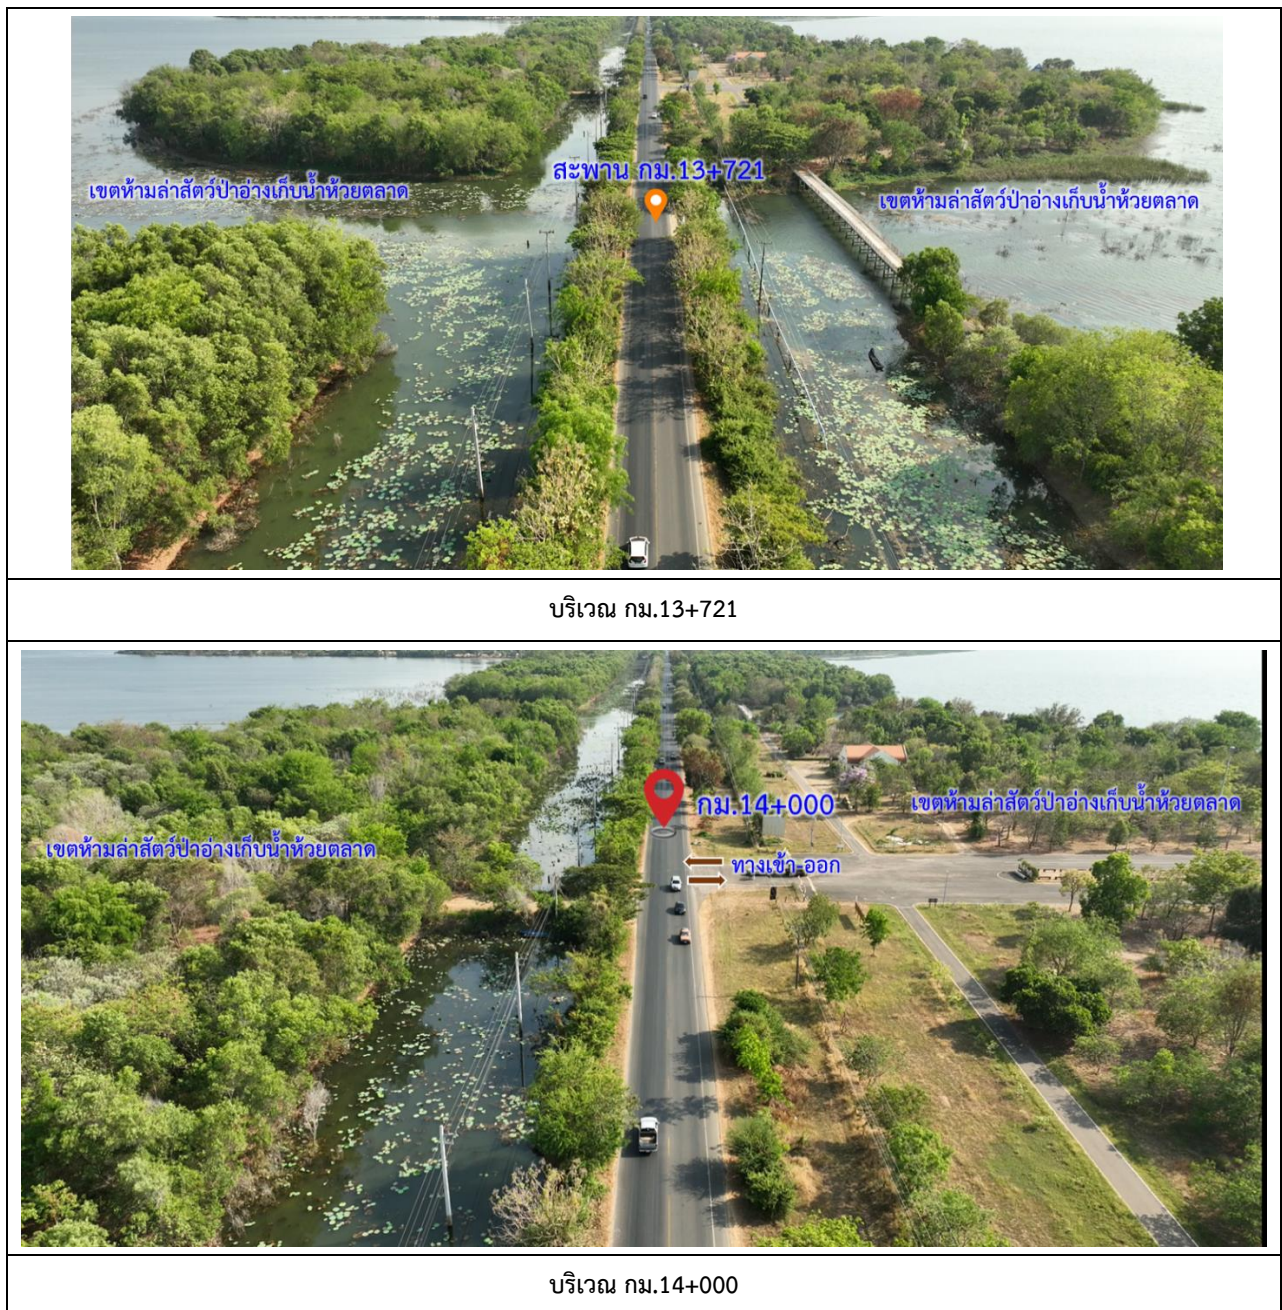 สะพาน กม.13+721
เขตห้ามล่าสัตว์ป่าอ่างเก็บน้ำห้วยตลาด
เขตห้ามล่าสัตว์ป่าอ่างเก็บน้ำห้วยตลาด
บริเวณ กม.13+721
กม.14+000
เขตห้ามล่าสัตว์ป่าอ่างเก็บน้ำห้วยตลาด
เขตห้ามล่าสัตว์ป่าอ่างเก็บน้ำห้วยตลาด
ทางเข้า-ออก
บริเวณ กม.14+000